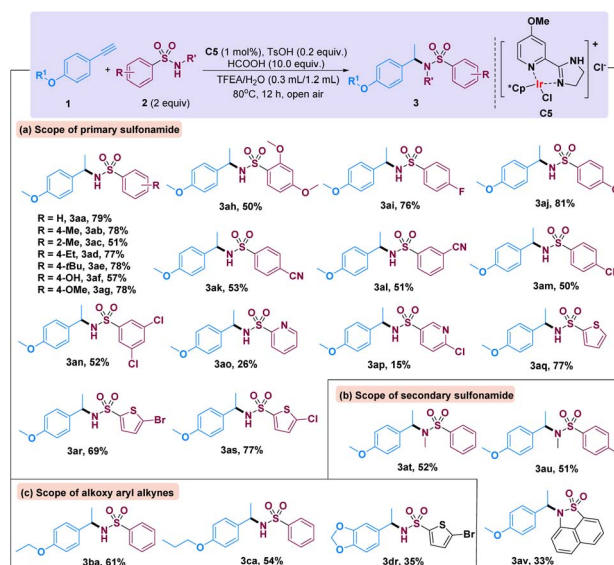 C5 (1 mol%), TsOH (0.2 equiv.)
HCOOH (10.0 equiv.)
TFEA/H₂O (0.3 mL/1.2 mL)
80°C, 12 h, open air
R¹ O
+
R
O O
S
N R'
H
1
2 (2 equiv)
R¹ O
N
R'
O O
S
R
3
OMe
N
NH
*Cp Ir N
Cl
+
Cl-
C5
(a) Scope of primary sulfonamide
R = H, 3aa, 79%
R = 4-Me, 3ab, 78%
R = 2-Me, 3ac, 51%
R = 4-Et, 3ad, 77%
R = 4-tBu, 3ae, 78%
R = 4-OH, 3af, 57%
R = 4-OMe, 3ag, 78%
3ah, 50%
3ai, 76%
3aj, 81%
3ak, 53%
3al, 51%
3am, 50%
3an, 52%
3ao, 26%
3ap, 15%
3aq, 77%
3ar, 69%
3as, 77%
(b) Scope of secondary sulfonamide
3at, 52%
3au, 51%
(c) Scope of alkoxy aryl alkynes
3ba, 61%
3ca, 54%
3dr, 35%
3av, 33%